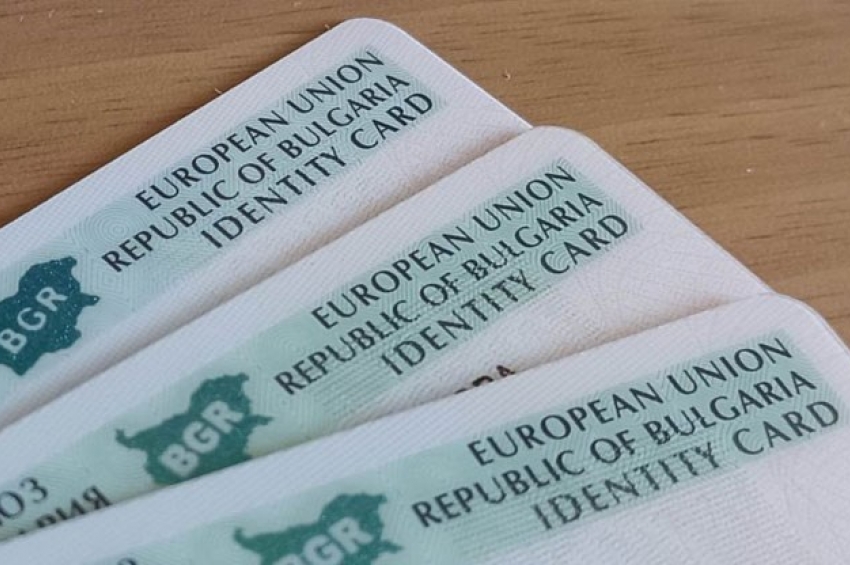 EUROPEAN UNION
REPUBLIC OF BULGARIA
IDENTITY CARD
BGR
EUROPEAN UNION
REPUBLIC OF BULGARIA
IDENTITY CARD
BGR
EUROPEAN UNION
REPUBLIC OF BULGARIA
IDENTITY CARD
BGR